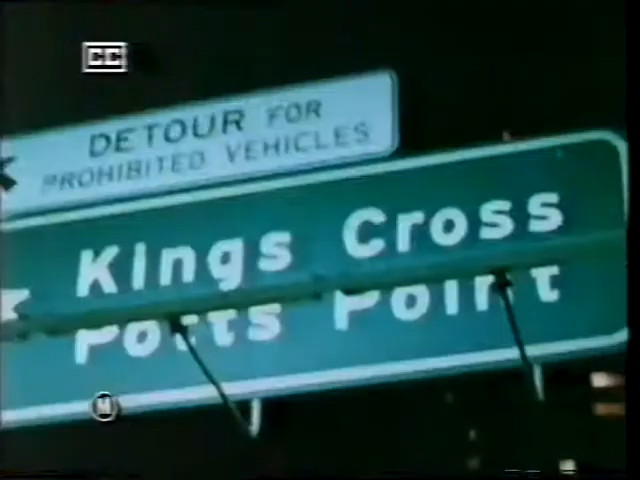 CC
DETOUR FOR
PROHIBITED VEHICLES
Kings Cross
Potts Point
M